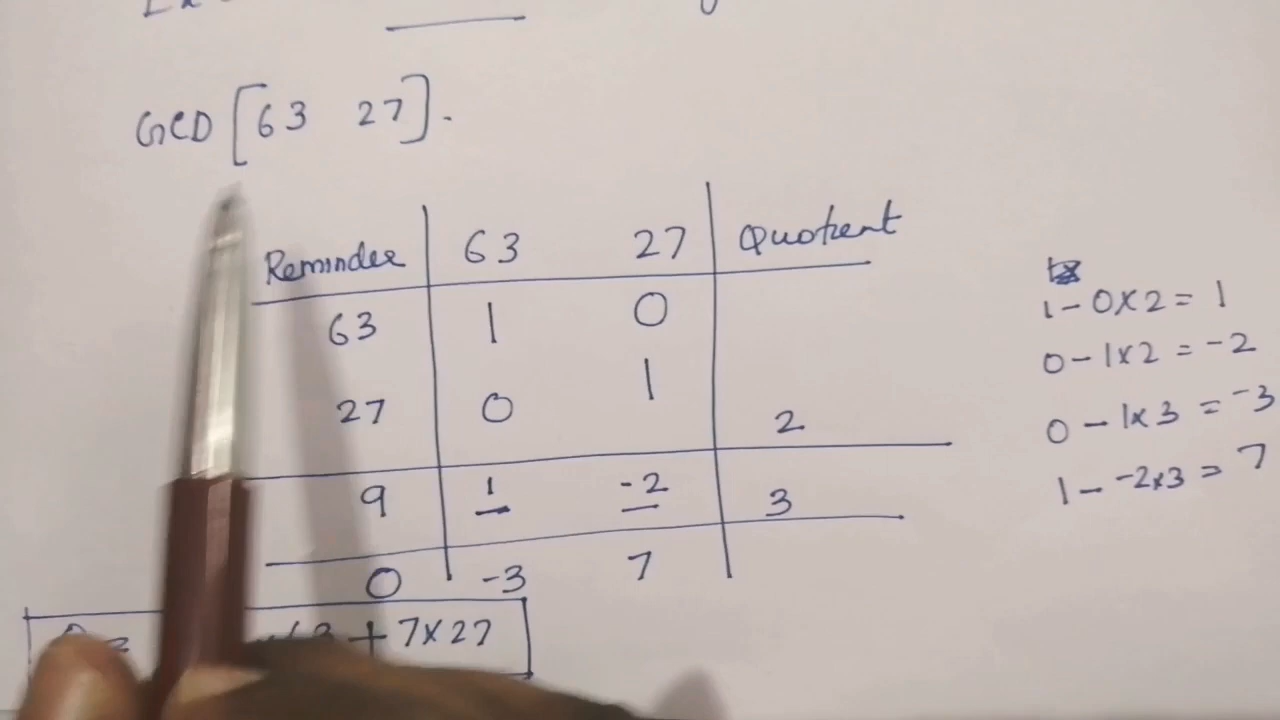 GCD [63 27].
Reminder 63 27 Quotient
63 1 0
27 0 1 2
9 1 -2 3
0 -3 7
+ 7x27
1 - 0x2 = 1
0 - 1x2 = -2
0 - 1x3 = -3
1 - -2x3 = 7